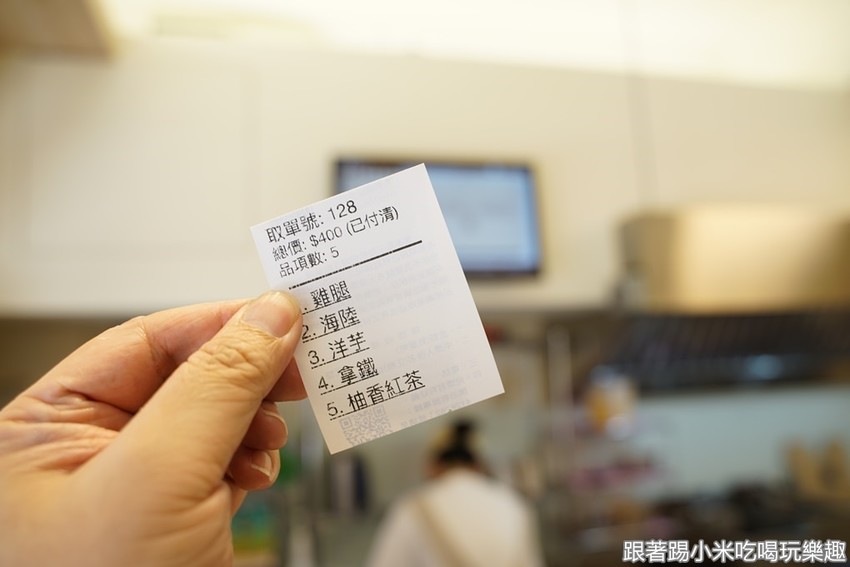 取單號: 128
總價: $400 (已付清)
品項數: 5
1. 雞腿
2. 海陸
3. 洋芋
4. 拿鐵
5. 柚香紅茶
跟著踢小米吃喝玩樂趣